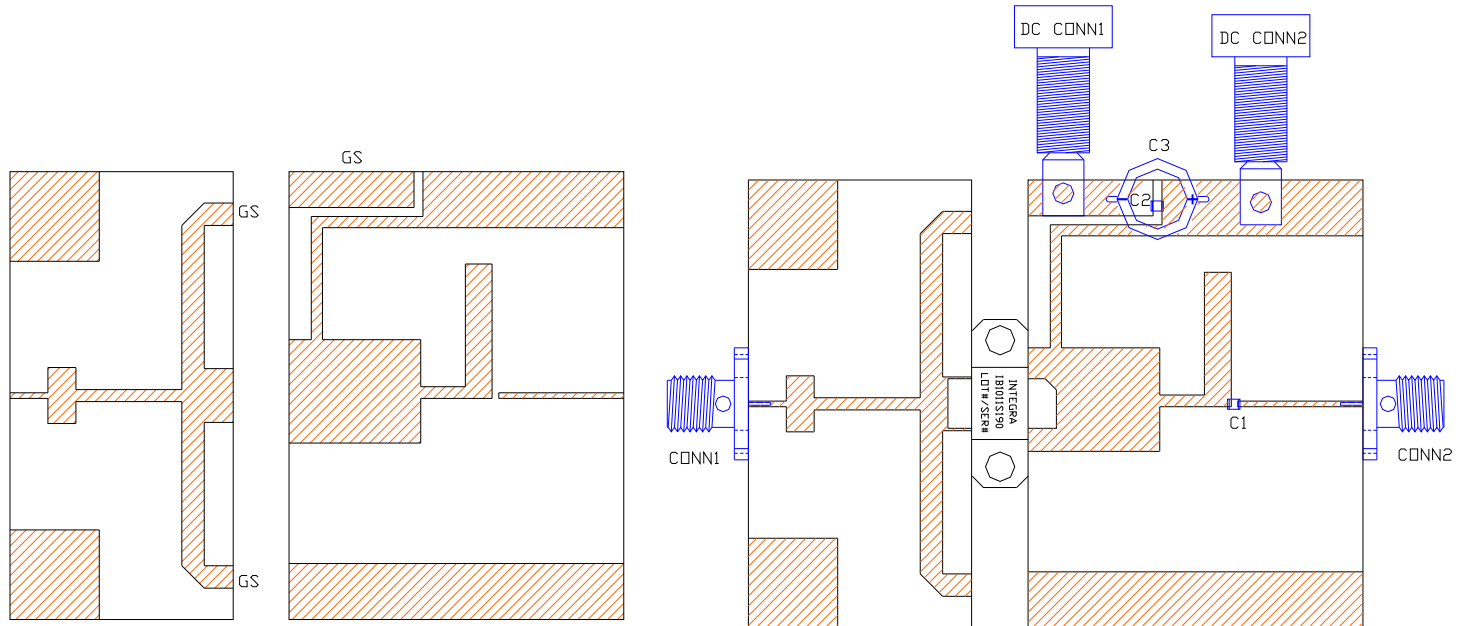 DC CONN1
DC CONN2
C3
GS
C2
GS
INTEGRA
IB1011S190
LOT#/SER#
C1
CONN1
CONN2
GS